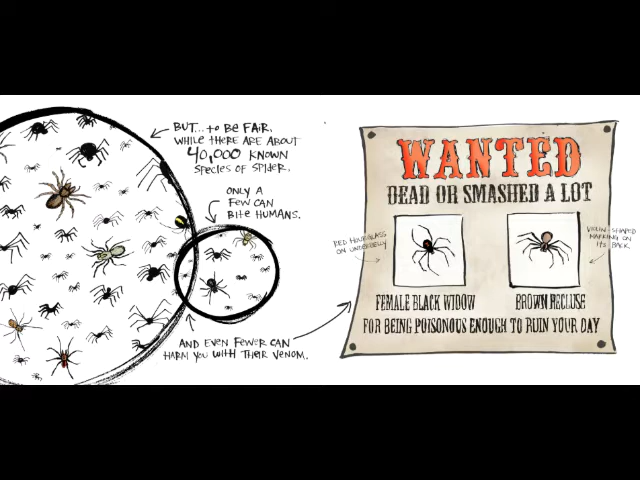 BUT... to BE FAIR.
WHILE THERE ARE ABOUT
40,000 KNOWN
SPECIES OF SPIDER.
ONLY A
FEW CAN
BITE HUMANS.
AND EVEN FEWER CAN
HARM YOU WITH THEIR VENOM.
WANTED
DEAD OR SMASHED A LOT
RED HOURGLASS
ON UNDERBELLY
VIOLIN-SHAPED
MARKING ON
ITS BACK.
FEMALE BLACK WIDOW
BROWN RECLUSE
FOR BEING POISONOUS ENOUGH TO RUIN YOUR DAY